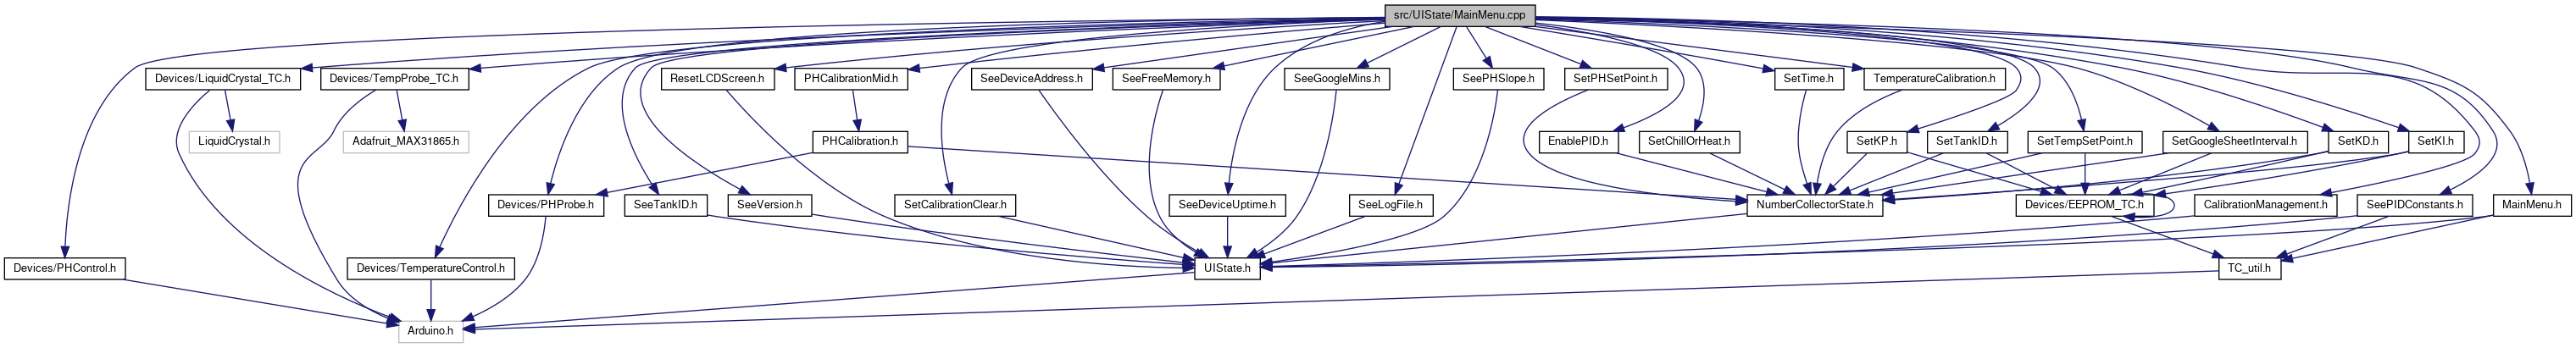 src/UIState/MainMenu.cpp
Devices/LiquidCrystal_TC.h
Devices/TempProbe_TC.h
ResetLCDScreen.h
PHCalibrationMid.h
SeeDeviceAddress.h
SeeFreeMemory.h
SeeGoogleMins.h
SeePHSlope.h
SetPHSetPoint.h
SetTime.h
TemperatureCalibration.h
LiquidCrystal.h
Adafruit_MAX31865.h
PHCalibration.h
EnablePID.h
SetChillOrHeat.h
SetKP.h
SetTankID.h
SetTempSetPoint.h
SetGoogleSheetInterval.h
SetKD.h
SetKI.h
Devices/PHProbe.h
SeeTankID.h
SeeVersion.h
SetCalibrationClear.h
SeeDeviceUptime.h
SeeLogFile.h
NumberCollectorState.h
Devices/EEPROM_TC.h
CalibrationManagement.h
SeePIDConstants.h
MainMenu.h
Devices/PHControl.h
Devices/TemperatureControl.h
UIState.h
TC_util.h
Arduino.h